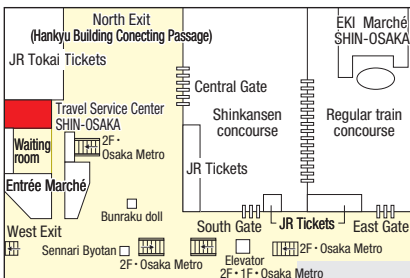 North Exit
(Hankyu Building Conecting Passage)
EKI Marché
SHIN-OSAKA
JR Tokai Tickets
Central Gate
Travel Service Center
SHIN-OSAKA
Shinkansen
concourse
Regular train
concourse
Waiting
room
2F・
Osaka Metro
JR Tickets
Entrée Marché
Bunraku doll
West Exit
South Gate
JR Tickets
East Gate
Sennari Byotan
2F・Osaka Metro
Elevator
2F・1F・Osaka Metro
2F・Osaka Metro